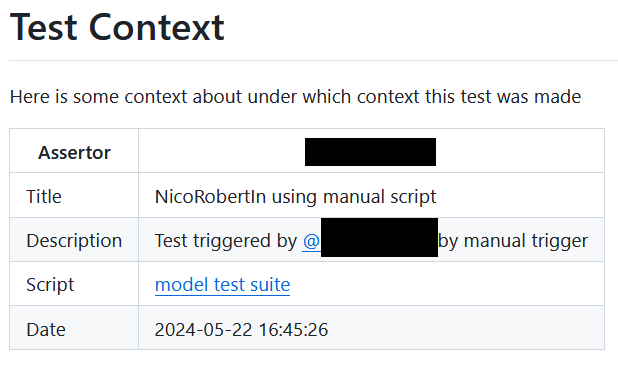 Test Context
Here is some context about under which context this test was made
Assertor
Title NicoRobertIn using manual script
Description Test triggered by @ by manual trigger
Script model test suite
Date 2024-05-22 16:45:26